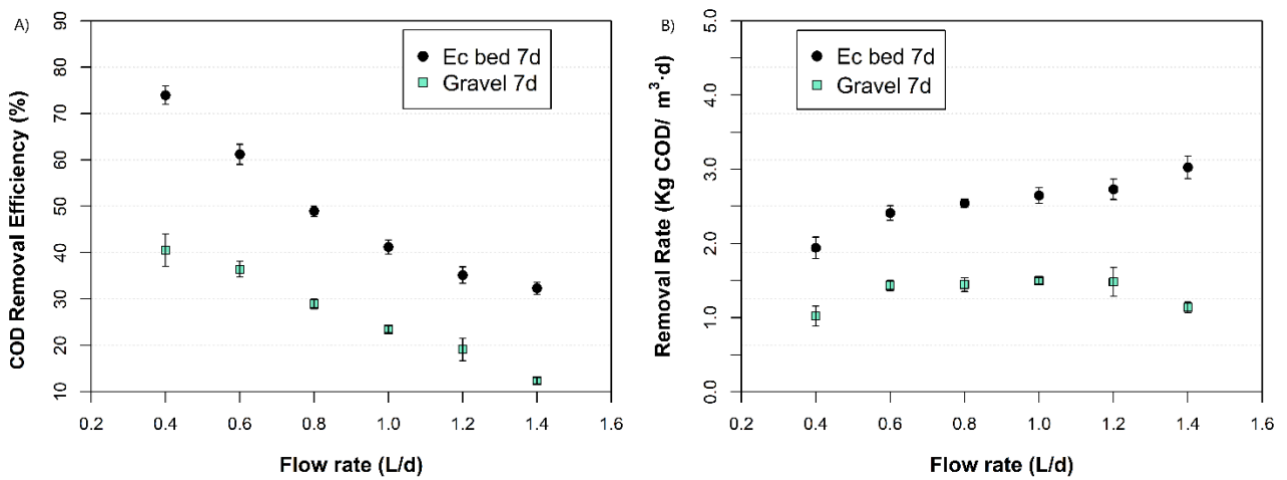 A)
COD Removal Efficiency (%)
90
80
70
60
50
40
30
20
10
Ec bed 7d
Gravel 7d
0.2 0.4 0.6 0.8 1.0 1.2 1.4 1.6
Flow rate (L/d)
B)
Removal Rate (Kg COD/ m³·d)
5.0
4.0
3.0
2.0
1.0
0.0
Ec bed 7d
Gravel 7d
0.2 0.4 0.6 0.8 1.0 1.2 1.4 1.6
Flow rate (L/d)